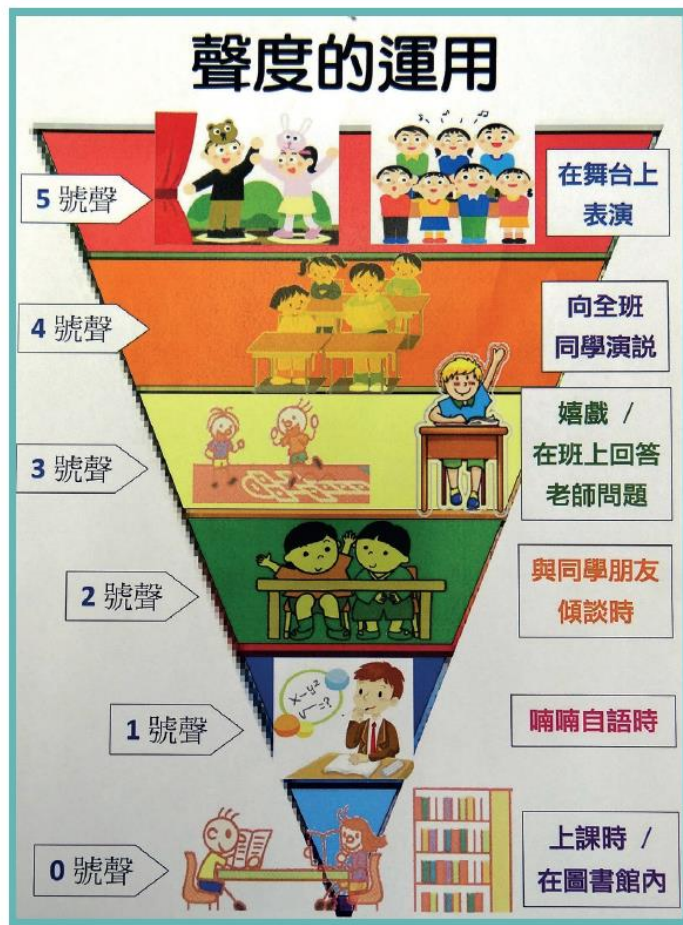 聲度的運用
5 號聲
在舞台上
表演
4 號聲
向全班
同學演説
3 號聲
嬉戲 /
在班上回答
老師問題
2 號聲
與同學朋友
傾談時
1 號聲
x-y²
√=?
喃喃自語時
0 號聲
上課時 /
在圖書館內